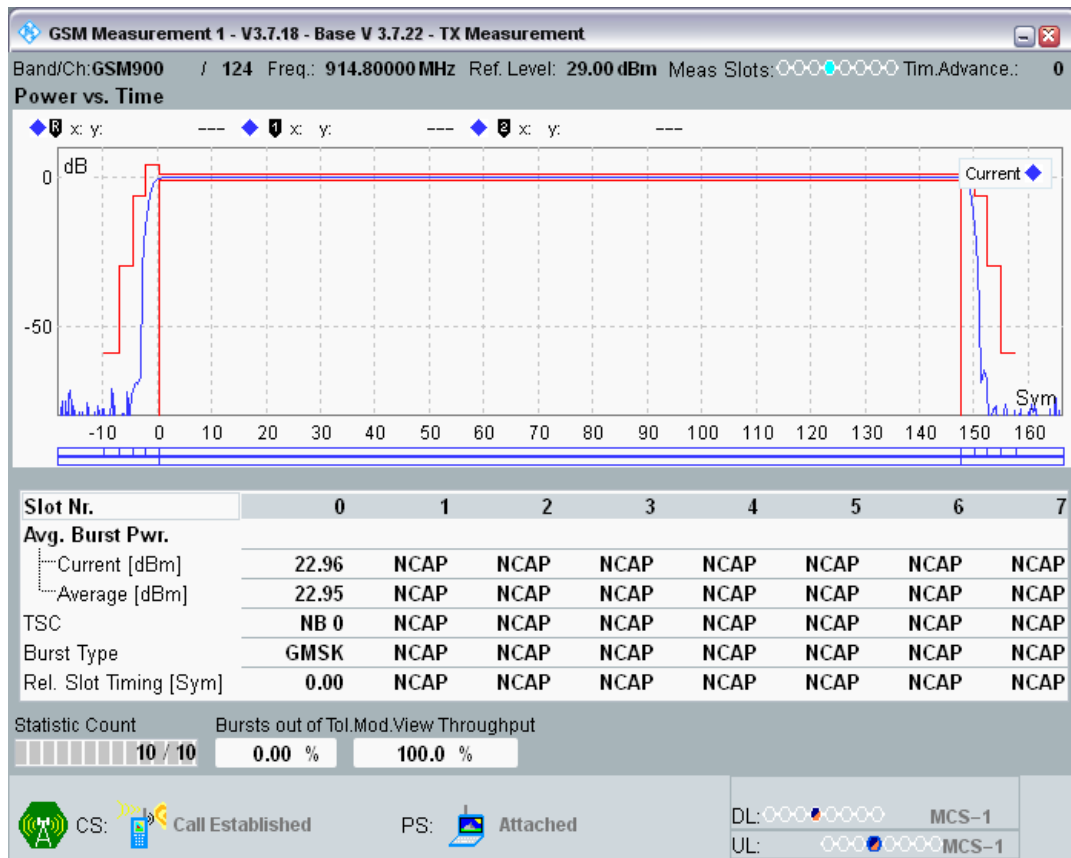 GSM Measurement 1 - V3.7.18 - Base V 3.7.22 - TX Measurement
Band/Ch:GSM900 / 124 Freq.: 914.80000 MHz Ref. Level: 29.00 dBm Meas Slots: Tim.Advance.: 0
Power vs. Time
R x: y: --- 1 x: y: --- 2 x: y: ---
dB
Current
0
-50
Sym
-10 0 10 20 30 40 50 60 70 80 90 100 110 120 130 140 150 160
Slot Nr. 0 1 2 3 4 5 6 7
Avg. Burst Pwr.
Current [dBm] 22.96 NCAP NCAP NCAP NCAP NCAP NCAP NCAP
Average [dBm] 22.95 NCAP NCAP NCAP NCAP NCAP NCAP NCAP
TSC NB 0 NCAP NCAP NCAP NCAP NCAP NCAP NCAP
Burst Type GMSK NCAP NCAP NCAP NCAP NCAP NCAP NCAP
Rel. Slot Timing [Sym] 0.00 NCAP NCAP NCAP NCAP NCAP NCAP NCAP
Statistic Count Bursts out of Tol.Mod.View Throughput
10 / 10 0.00 % 100.0 %
CS: Call Established PS: Attached
DL: MCS-1
UL: MCS-1